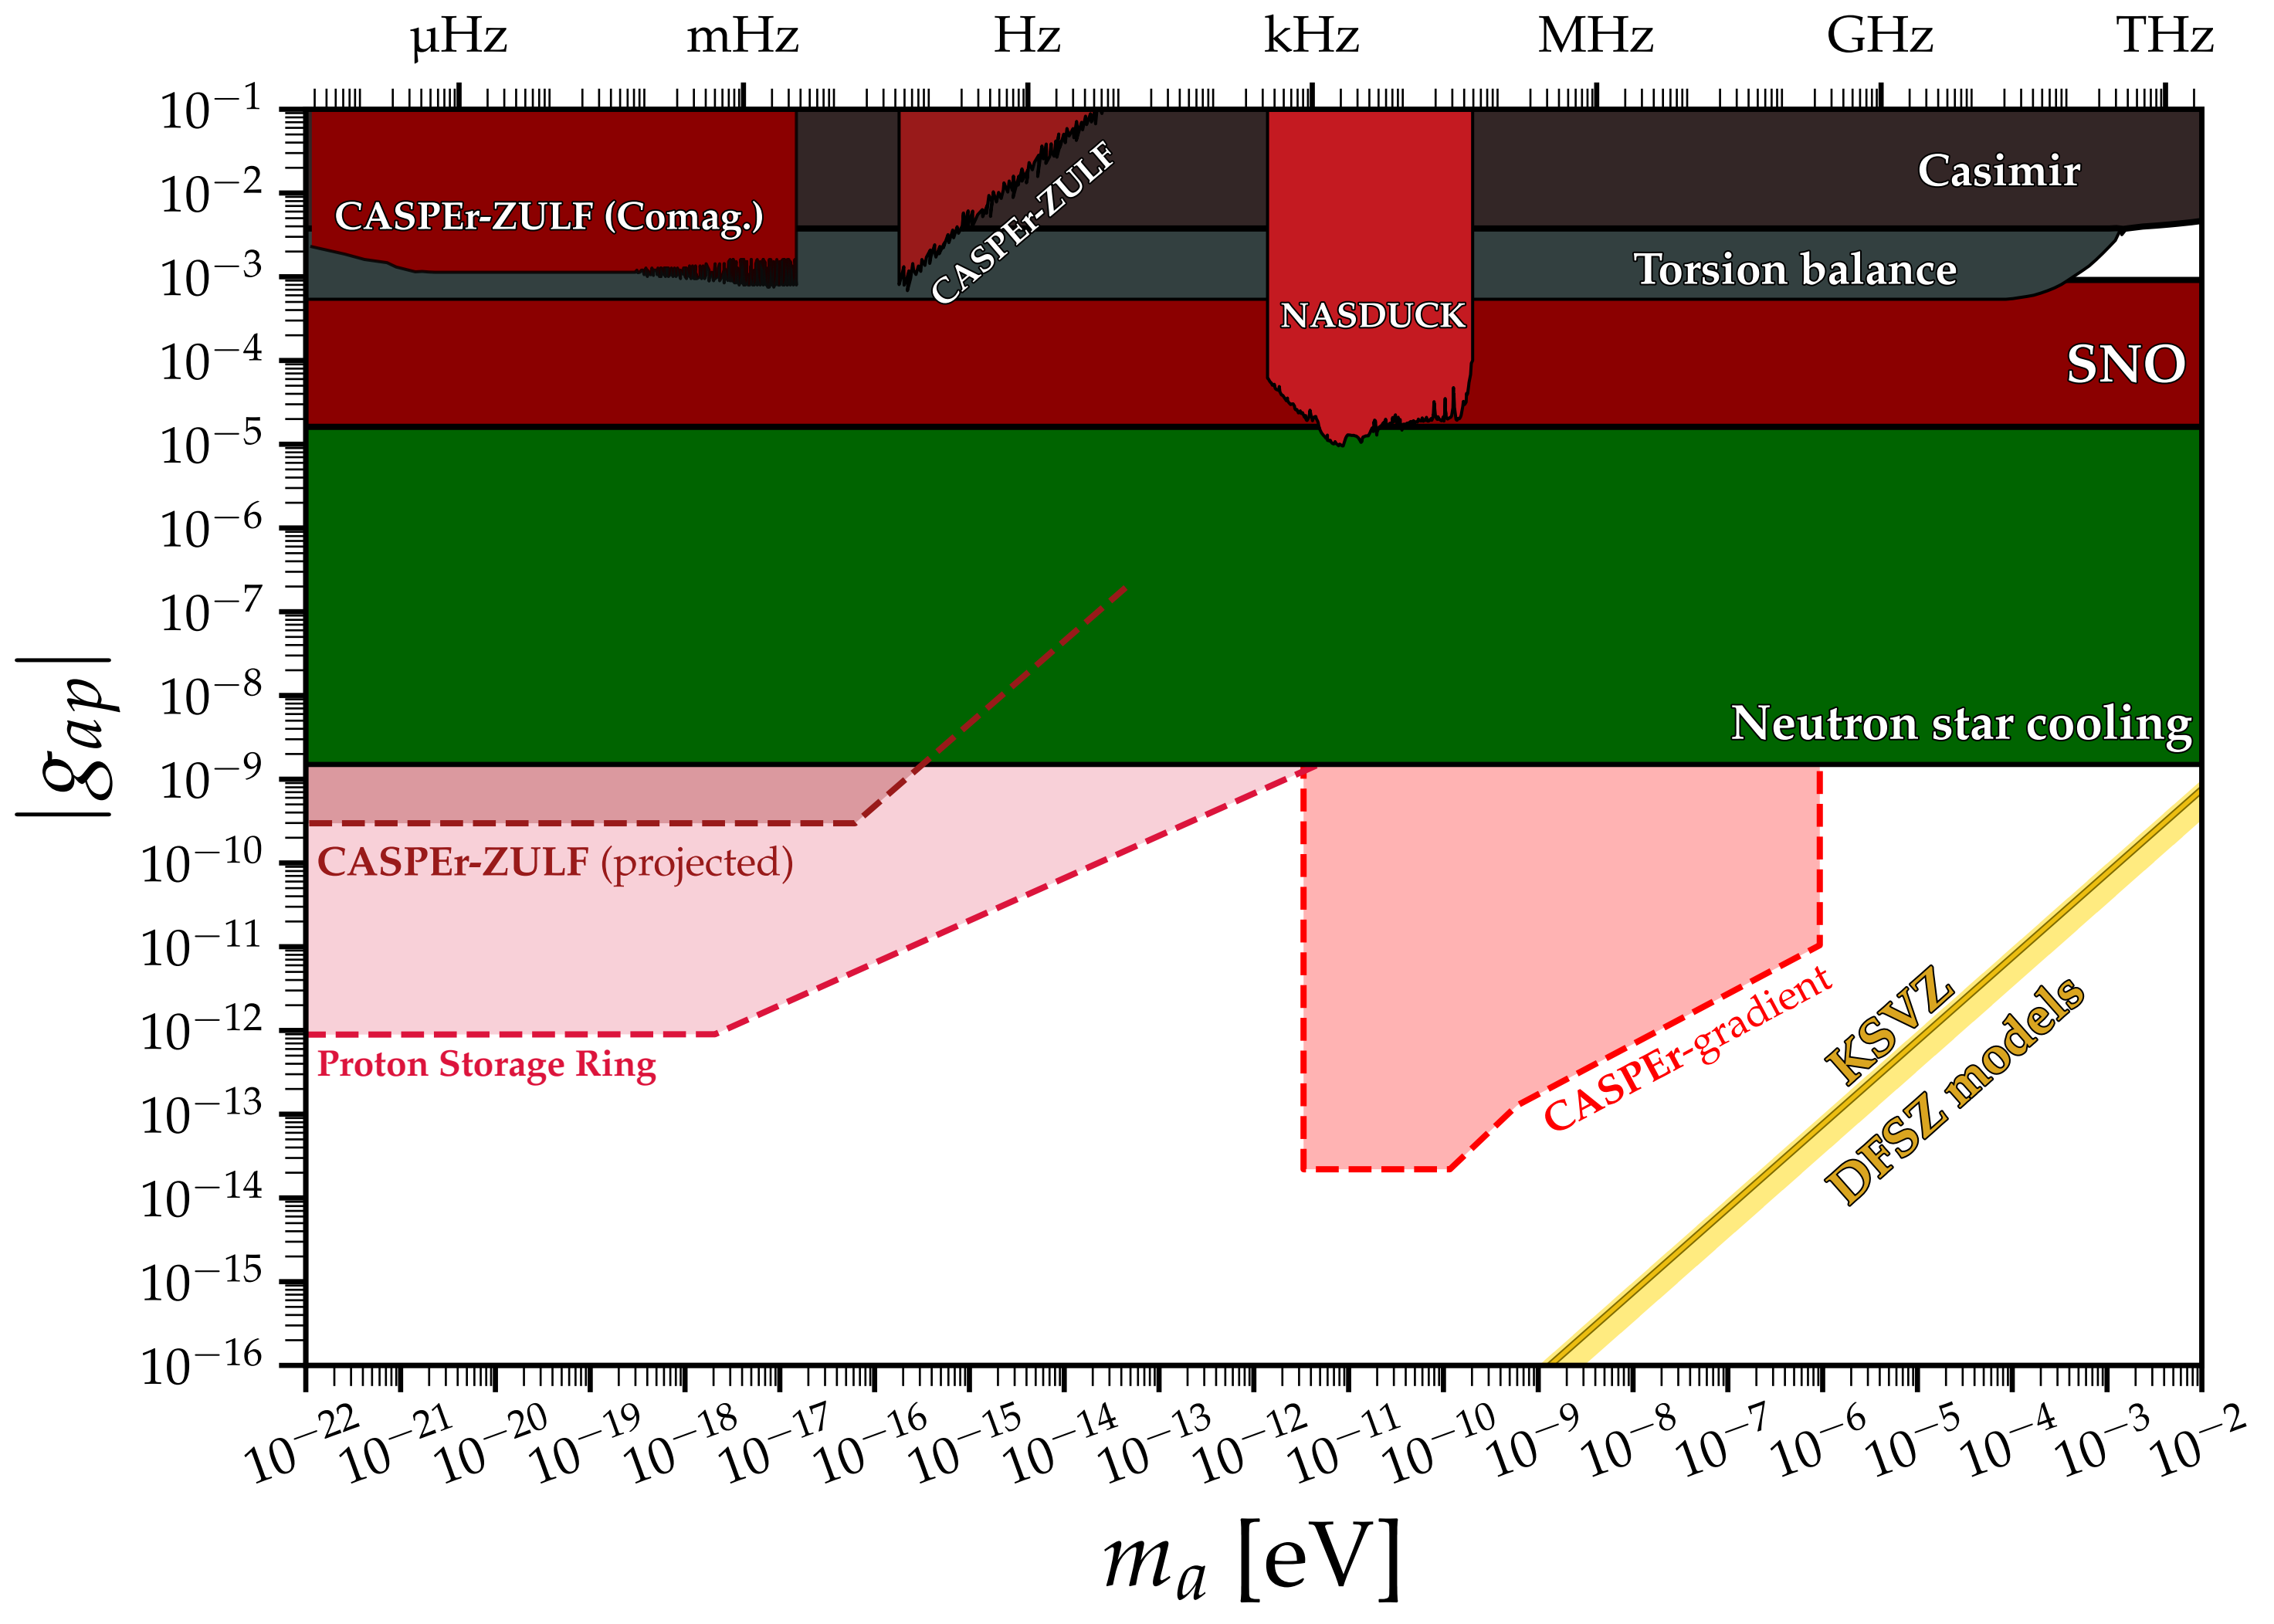 μHz mHz Hz kHz MHz GHz THz
10⁻¹
10⁻²
10⁻³
10⁻⁴
10⁻⁵
10⁻⁶
10⁻⁷
10⁻⁸
10⁻⁹
10⁻¹⁰
10⁻¹¹
10⁻¹²
10⁻¹³
10⁻¹⁴
10⁻¹⁵
10⁻¹⁶
|g_{ap}|
Casimir
CASPEr-ZULF (Comag.)
CASPEr-ZULF
Torsion balance
NASDUCK
SNO
Neutron star cooling
CASPEr-ZULF (projected)
Proton Storage Ring
CASPEr-gradient
KSVZ
DFSZ models
10⁻²² 10⁻²¹ 10⁻²⁰ 10⁻¹⁹ 10⁻¹⁸ 10⁻¹⁷ 10⁻¹⁶ 10⁻¹⁵ 10⁻¹⁴ 10⁻¹³ 10⁻¹² 10⁻¹¹ 10⁻¹⁰ 10⁻⁹ 10⁻⁸ 10⁻⁷ 10⁻⁶ 10⁻⁵ 10⁻⁴ 10⁻³ 10⁻²
m_a [eV]